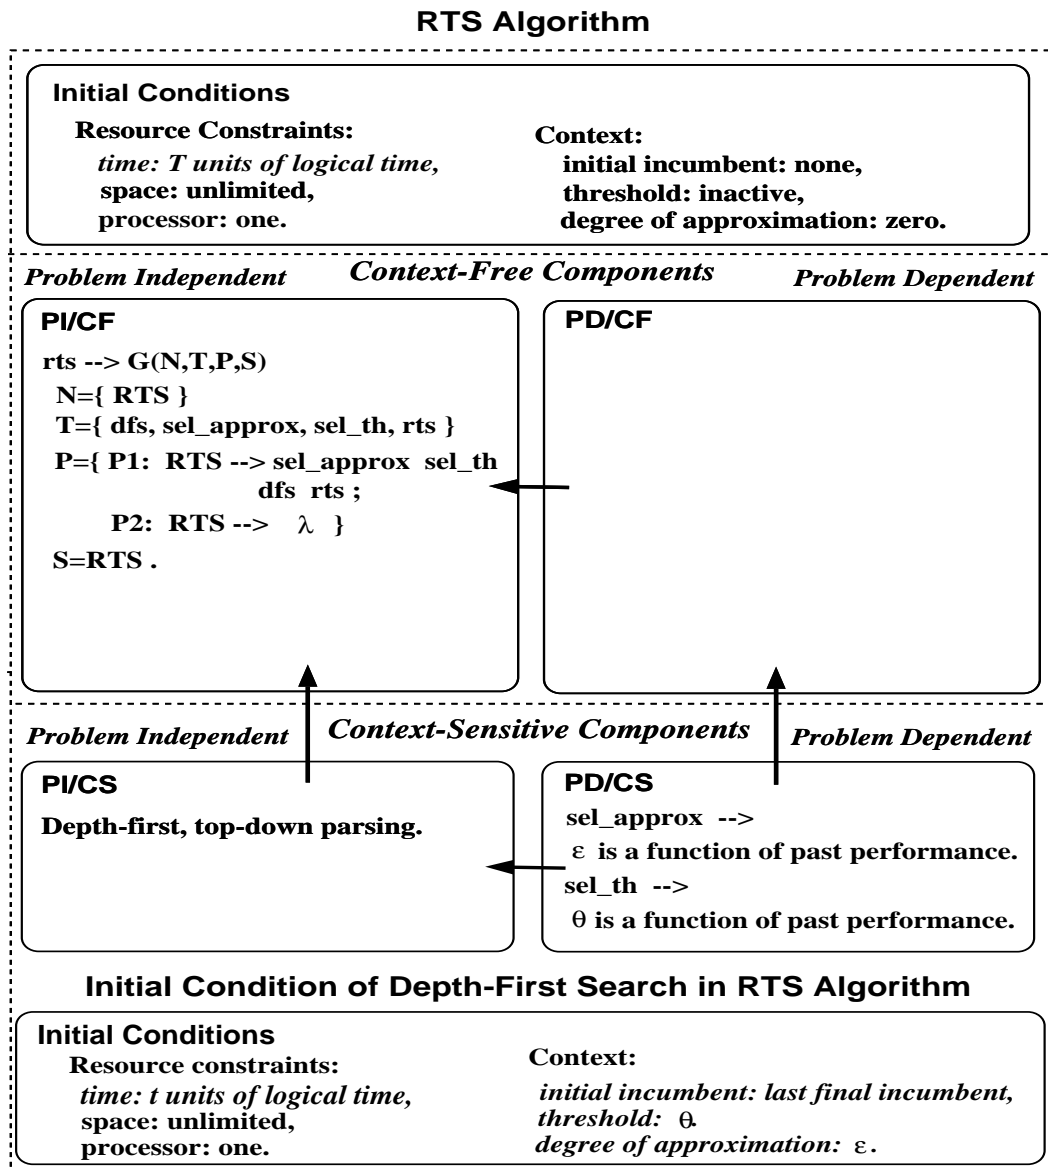 RTS Algorithm
Initial Conditions
Resource Constraints:
time: T units of logical time,
space: unlimited,
processor: one.
Context:
initial incumbent: none,
threshold: inactive,
degree of approximation: zero.
Problem Independent
Context-Free Components
Problem Dependent
PI/CF
rts --> G(N,T,P,S)
N={ RTS }
T={ dfs, sel_approx, sel_th, rts }
P={ P1: RTS --> sel_approx sel_th
dfs rts ;
P2: RTS --> λ }
S=RTS .
PD/CF
Problem Independent
Context-Sensitive Components
Problem Dependent
PI/CS
Depth-first, top-down parsing.
PD/CS
sel_approx -->
ε is a function of past performance.
sel_th -->
θ is a function of past performance.
Initial Condition of Depth-First Search in RTS Algorithm
Initial Conditions
Resource constraints:
time: t units of logical time,
space: unlimited,
processor: one.
Context:
initial incumbent: last final incumbent,
threshold: θ.
degree of approximation: ε.